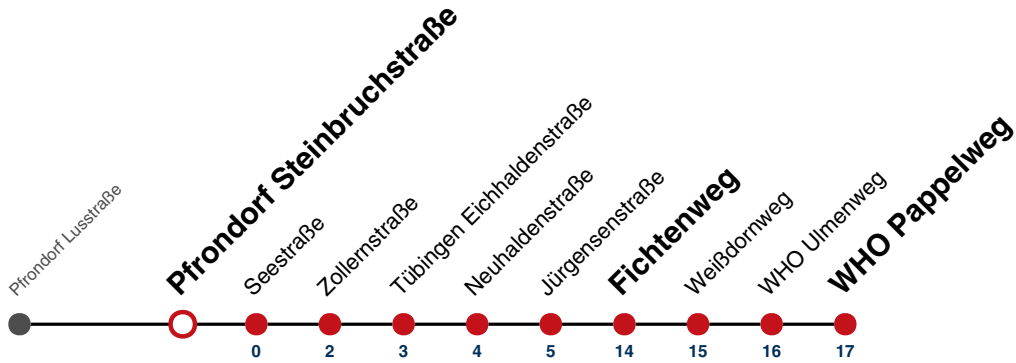 Pfrondorf Lusstraße
Pfrondorf Steinbruchstraße
Seestraße
Zollernstraße
Tübingen Eichhaldenstraße
Neuhaldenstraße
Jürgensenstraße
Fichtenweg
Weißdornweg
WHO Ulmenweg
WHO Pappelweg
0 2 3 4 5 14 15 16 17